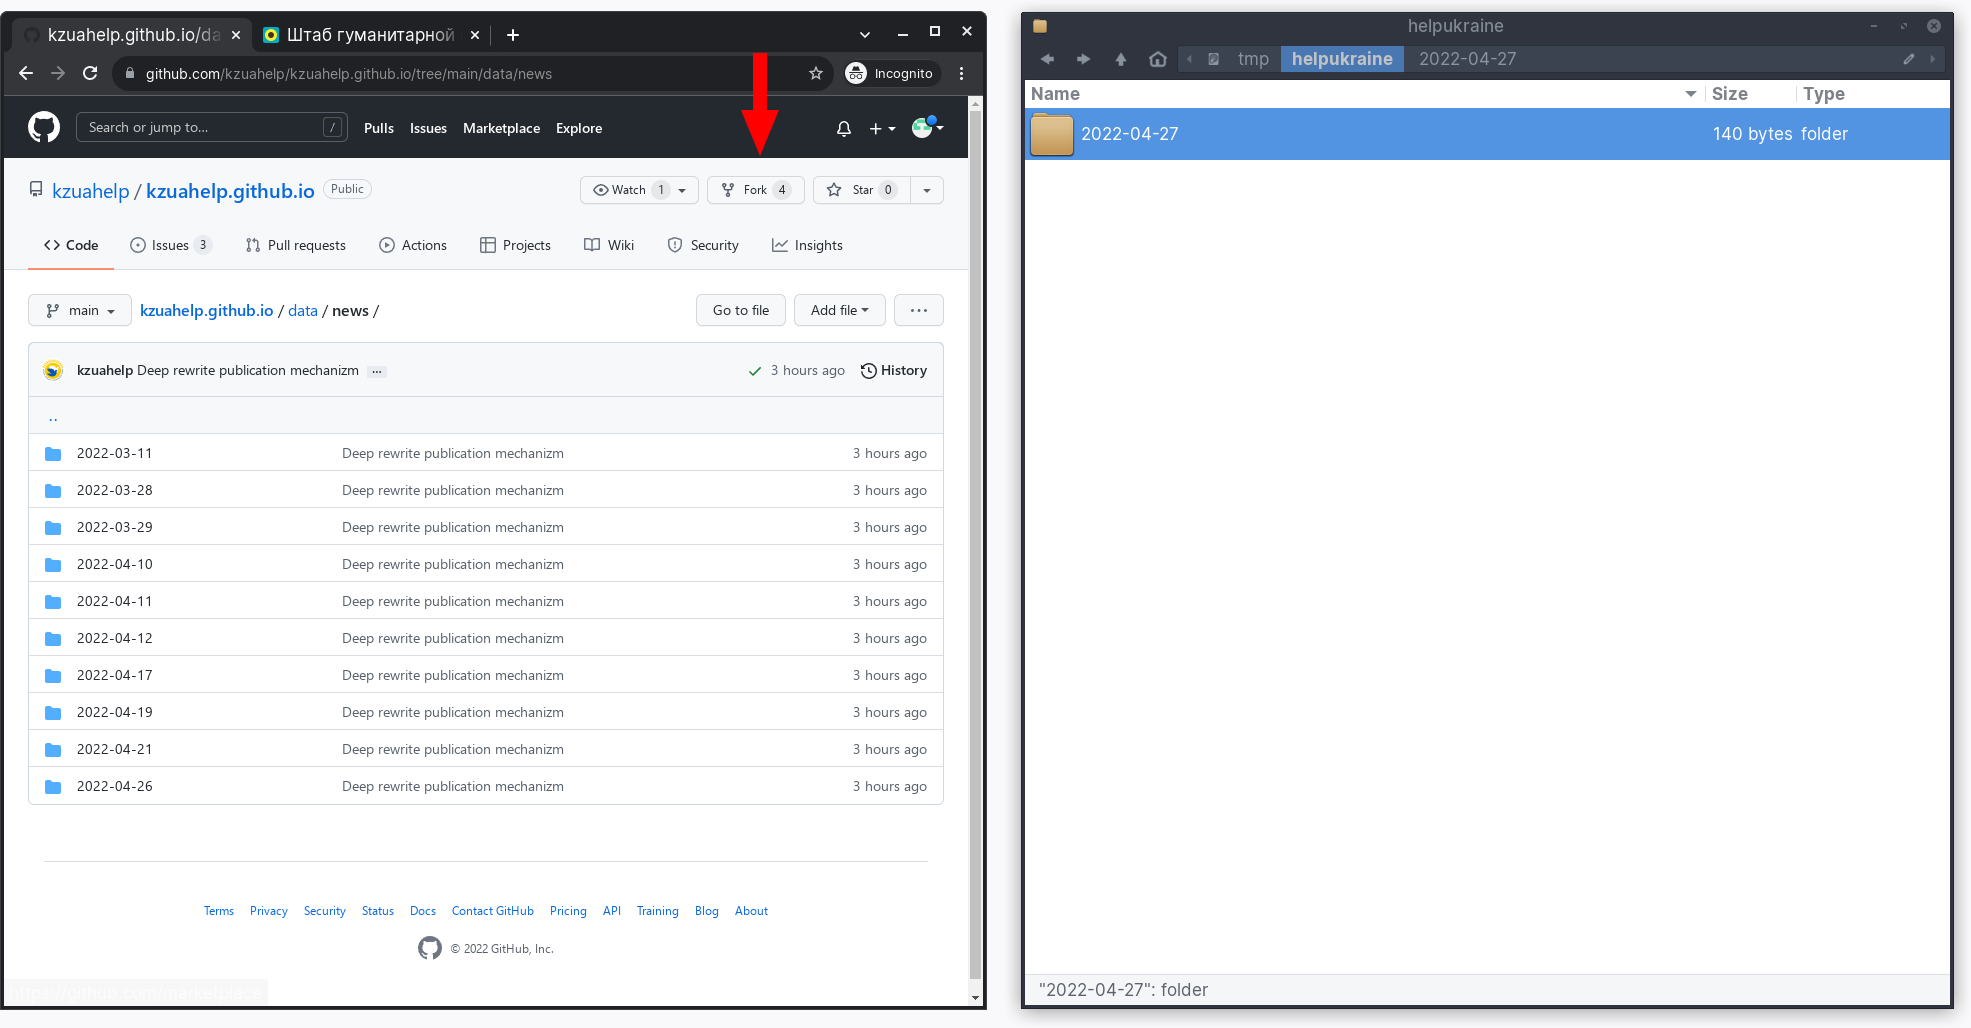 kzuahelp.github.io/da
Штаб гуманитарной
github.com/kzuahelp/kzuahelp.github.io/tree/main/data/news
Incognito
Search or jump to...
/
Pulls
Issues
Marketplace
Explore
kzuahelp / kzuahelp.github.io
Public
Watch 1
Fork 4
Star 0
Code
Issues 3
Pull requests
Actions
Projects
Wiki
Security
Insights
main
kzuahelp.github.io / data / news /
Go to file
Add file
...
kzuahelp Deep rewrite publication mechanizm ...
3 hours ago
History
..
2022-03-11 Deep rewrite publication mechanizm 3 hours ago
2022-03-28 Deep rewrite publication mechanizm 3 hours ago
2022-03-29 Deep rewrite publication mechanizm 3 hours ago
2022-04-10 Deep rewrite publication mechanizm 3 hours ago
2022-04-11 Deep rewrite publication mechanizm 3 hours ago
2022-04-12 Deep rewrite publication mechanizm 3 hours ago
2022-04-17 Deep rewrite publication mechanizm 3 hours ago
2022-04-19 Deep rewrite publication mechanizm 3 hours ago
2022-04-21 Deep rewrite publication mechanizm 3 hours ago
2022-04-26 Deep rewrite publication mechanizm 3 hours ago
Terms Privacy Security Status Docs Contact GitHub Pricing API Training Blog About
© 2022 GitHub, Inc.
https://github.com/marketplace
helpukraine
tmp
helpukraine
2022-04-27
Name Size Type
2022-04-27 140 bytes folder
"2022-04-27": folder